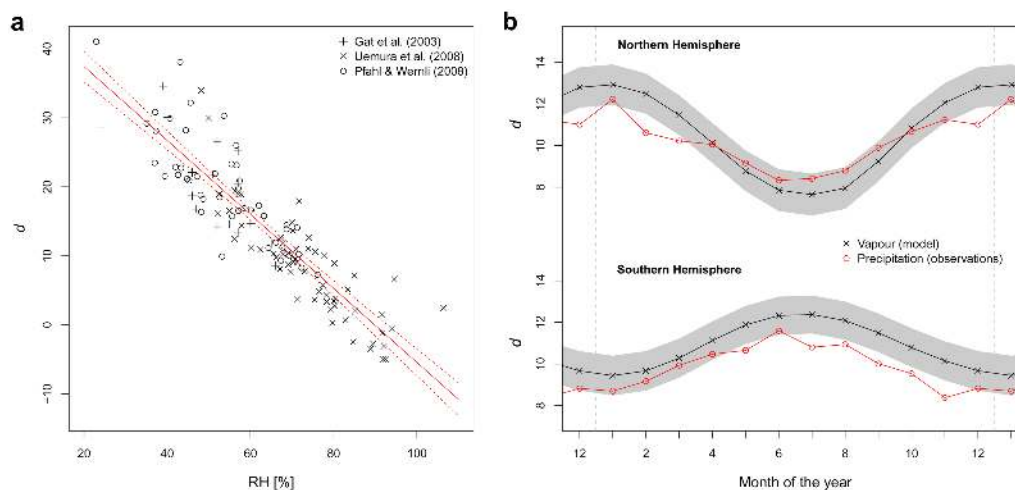 a
+ Gat et al. (2003)
× Uemura et al. (2008)
○ Pfahl & Wernli (2009)
d
40
30
20
10
0
−10
20 40 60 80 100
RH [%]
b
Northern Hemisphere
d
14
12
10
8
× Vapour (model)
○ Precipitation (observations)
Southern Hemisphere
d
14
12
10
8
12 2 4 6 8 10 12
Month of the year